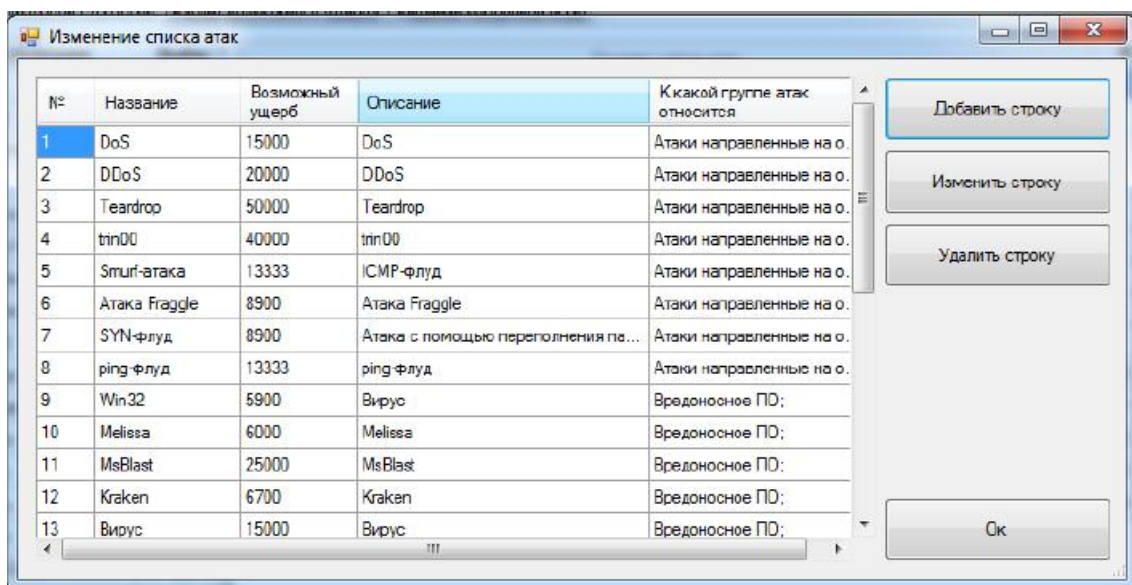 Изменение списка атак
№ Название Возможный ущерб Описание К какой группе атак относится
1 DoS 15000 DoS Атаки направленные на о.
2 DDoS 20000 DDoS Атаки направленные на о.
3 Teardrop 50000 Teardrop Атаки направленные на о.
4 trin00 40000 trin00 Атаки направленные на о.
5 Smurf-атака 13333 ICMP-флуд Атаки направленные на о.
6 Атака Fraggle 8900 Атака Fraggle Атаки направленные на о.
7 SYN-флуд 8900 Атака с помощью переполнения па... Атаки направленные на о.
8 ping-флуд 13333 ping-флуд Атаки направленные на о.
9 Win32 5900 Вирус Вредоносное ПО;
10 Melissa 6000 Melissa Вредоносное ПО;
11 MsBlast 25000 MsBlast Вредоносное ПО;
12 Kraken 6700 Kraken Вредоносное ПО;
13 Вирус 15000 Вирус Вредоносное ПО;
Добавить строку
Изменить строку
Удалить строку
Ок